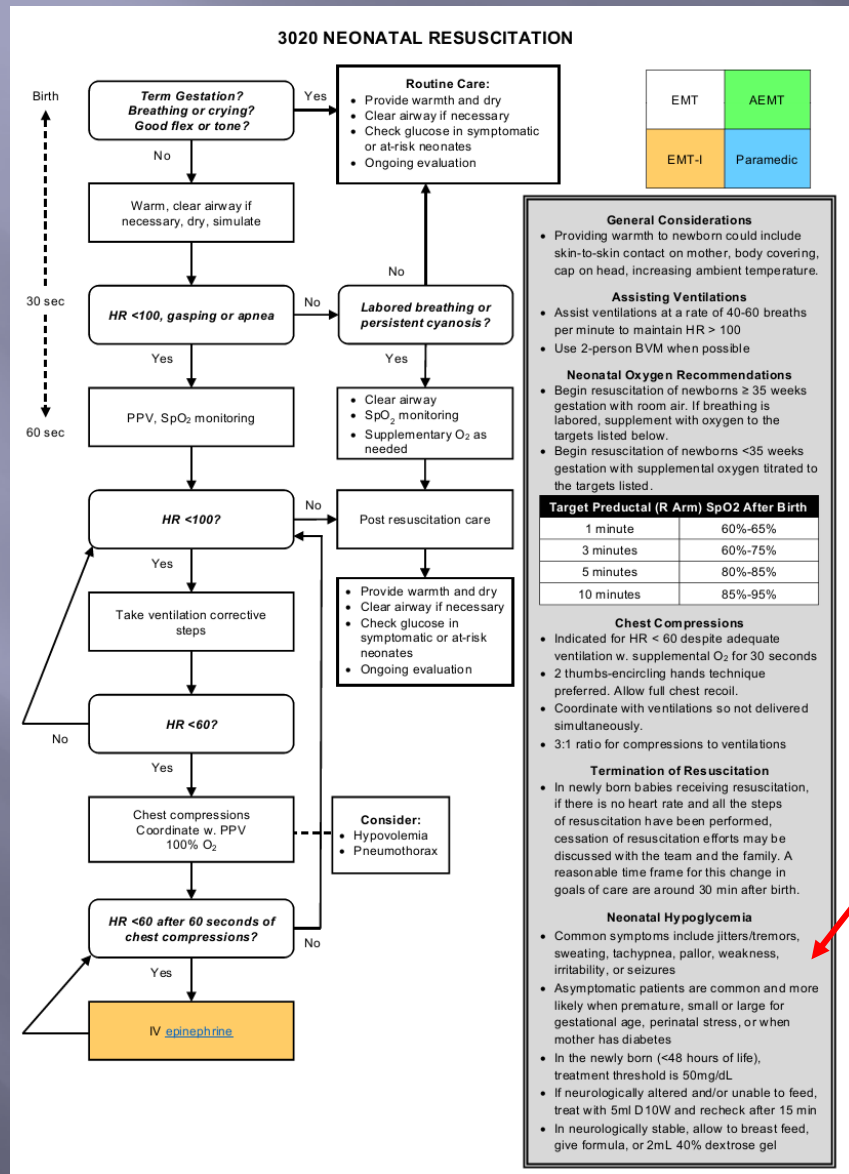 3020 NEONATAL RESUSCITATION
Birth
30 sec
60 sec
Term Gestation?
Breathing or crying?
Good flex or tone?
Yes
No
Routine Care:
• Provide warmth and dry
• Clear airway if necessary
• Check glucose in symptomatic
or at-risk neonates
• Ongoing evaluation
Warm, clear airway if
necessary, dry, simulate
HR <100, gasping or apnea
No
Yes
Labored breathing or
persistent cyanosis?
No
Yes
PPV, SpO₂ monitoring
• Clear airway
• SpO₂ monitoring
• Supplementary O₂ as
needed
HR <100?
No
Yes
Post resuscitation care
Take ventilation corrective
steps
• Provide warmth and dry
• Clear airway if necessary
• Check glucose in
symptomatic or at-risk
neonates
• Ongoing evaluation
HR <60?
No
Yes
Chest compressions
Coordinate w. PPV
100% O₂
Consider:
• Hypovolemia
• Pneumothorax
HR <60 after 60 seconds of
chest compressions?
No
Yes
IV epinephrine
EMT
AEMT
EMT-I
Paramedic
General Considerations
• Providing warmth to newborn could include
skin-to-skin contact on mother, body covering,
cap on head, increasing ambient temperature.
Assisting Ventilations
• Assist ventilations at a rate of 40-60 breaths
per minute to maintain HR > 100
• Use 2-person BVM when possible
Neonatal Oxygen Recommendations
• Begin resuscitation of newborns ≥ 35 weeks
gestation with room air. If breathing is
labored, supplement with oxygen to the
targets listed below.
• Begin resuscitation of newborns <35 weeks
gestation with supplemental oxygen titrated to
the targets listed.
Target Preductal (R Arm) SpO2 After Birth
1 minute 60%-65%
3 minutes 60%-75%
5 minutes 80%-85%
10 minutes 85%-95%
Chest Compressions
• Indicated for HR < 60 despite adequate
ventilation w. supplemental O₂ for 30 seconds
• 2 thumbs-encircling hands technique
preferred. Allow full chest recoil.
• Coordinate with ventilations so not delivered
simultaneously.
• 3:1 ratio for compressions to ventilations
Termination of Resuscitation
• In newly born babies receiving resuscitation,
if there is no heart rate and all the steps
of resuscitation have been performed,
cessation of resuscitation efforts may be
discussed with the team and the family. A
reasonable time frame for this change in
goals of care are around 30 min after birth.
Neonatal Hypoglycemia
• Common symptoms include jitters/tremors,
sweating, tachypnea, pallor, weakness,
irritability, or seizures
• Asymptomatic patients are common and more
likely when premature, small or large for
gestational age, perinatal stress, or when
mother has diabetes
• In the newly born (<48 hours of life),
treatment threshold is 50mg/dL
• If neurologically altered and/or unable to feed,
treat with 5ml D10W and recheck after 15 min
• In neurologically stable, allow to breast feed,
give formula, or 2mL 40% dextrose gel